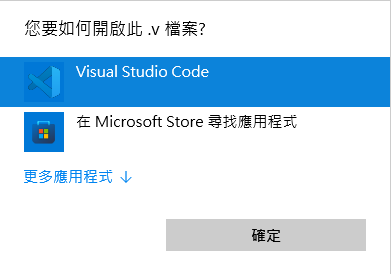 您要如何開啟此 .v 檔案?
Visual Studio Code
在 Microsoft Store 尋找應用程式
更多應用程式 ↓
確定